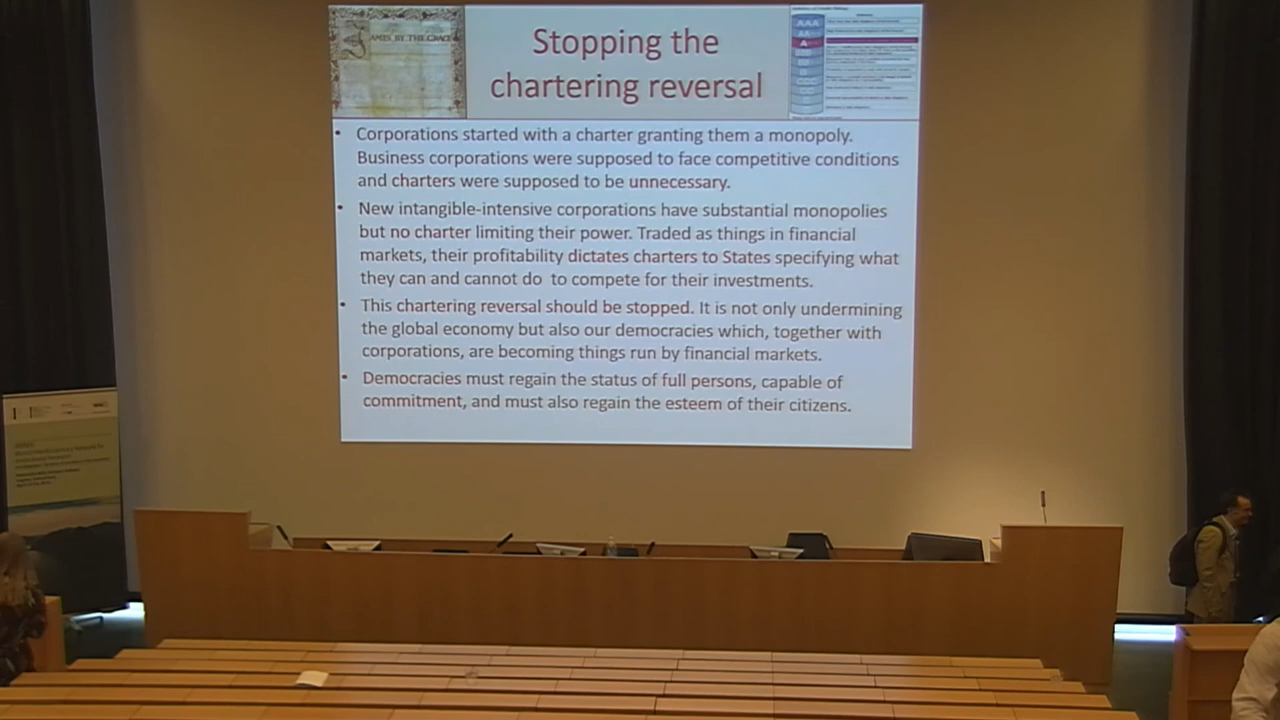 JAMES BY THE GRACE
Stopping the
chartering reversal
AAA
AA
A
BBB
BB
B
CCC
CC
C
• Corporations started with a charter granting them a monopoly.
Business corporations were supposed to face competitive conditions
and charters were supposed to be unnecessary.
• New intangible-intensive corporations have substantial monopolies
but no charter limiting their power. Traded as things in financial
markets, their profitability dictates charters to States specifying what
they can and cannot do to compete for their investments.
• This chartering reversal should be stopped. It is not only undermining
the global economy but also our democracies which, together with
corporations, are becoming things run by financial markets.
• Democracies must regain the status of full persons, capable of
commitment, and must also regain the esteem of their citizens.